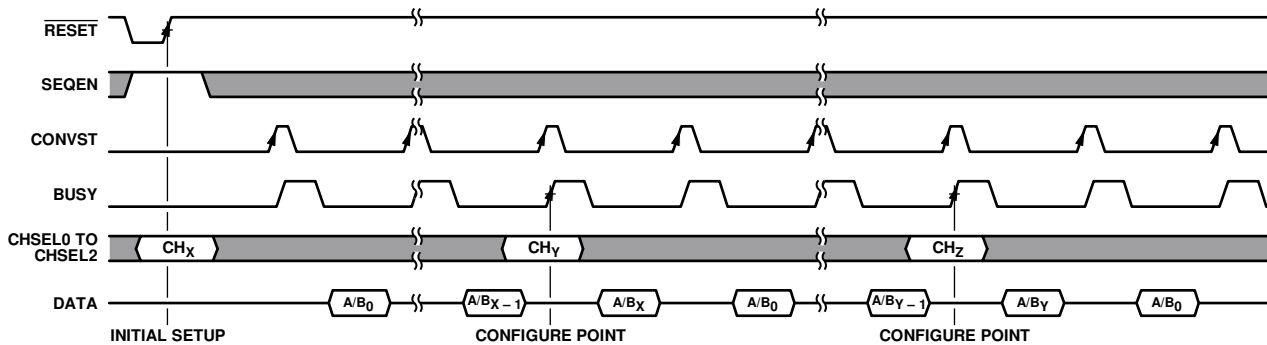 RESET
SEQEN
CONVST
BUSY
CHSEL0 TO
CHSEL2
CHX
CHY
CHZ
DATA
A/B0
A/BX – 1
A/BX
A/B0
A/BY – 1
A/BY
A/B0
INITIAL SETUP
CONFIGURE POINT
CONFIGURE POINT